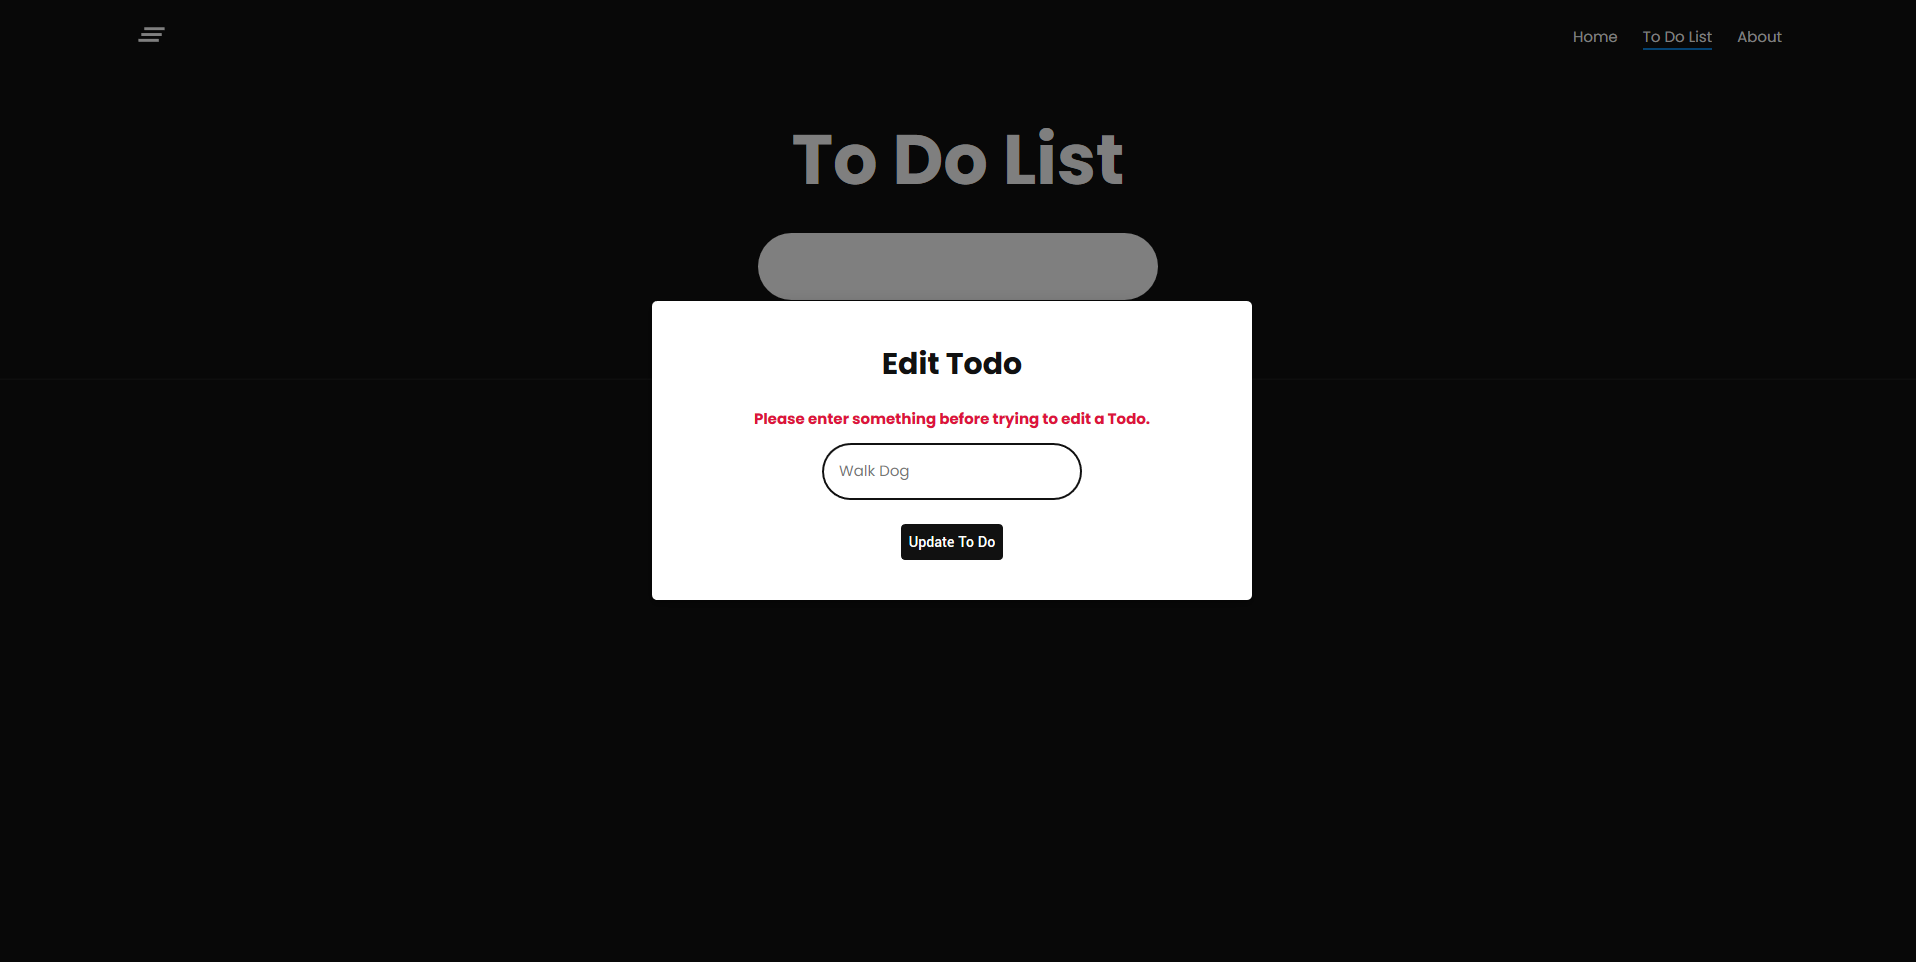 Home To Do List About
To Do List
Edit Todo
Please enter something before trying to edit a Todo.
Walk Dog
Update To Do